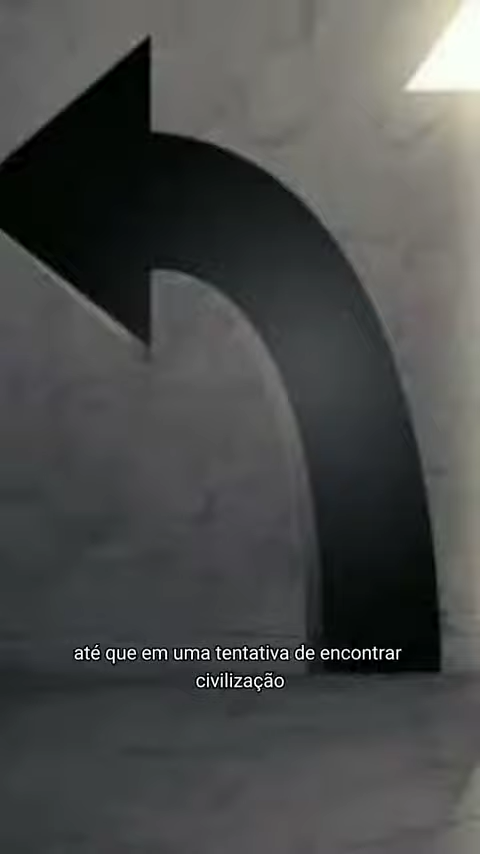 até que em uma tentativa de encontrar
civilização